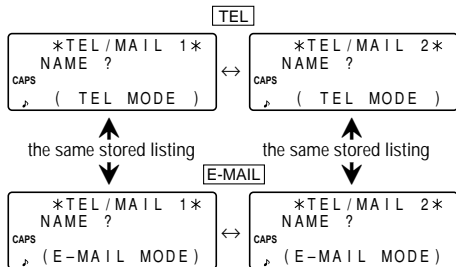 TEL
*TEL/MAIL 1*
NAME ?
CAPS
♪ ( TEL MODE )
↔
*TEL/MAIL 2*
NAME ?
CAPS
♪ ( TEL MODE )
the same stored listing
the same stored listing
E-MAIL
*TEL/MAIL 1*
NAME ?
CAPS
♪ (E–MAIL MODE)
↔
*TEL/MAIL 2*
NAME ?
CAPS
♪ (E–MAIL MODE)